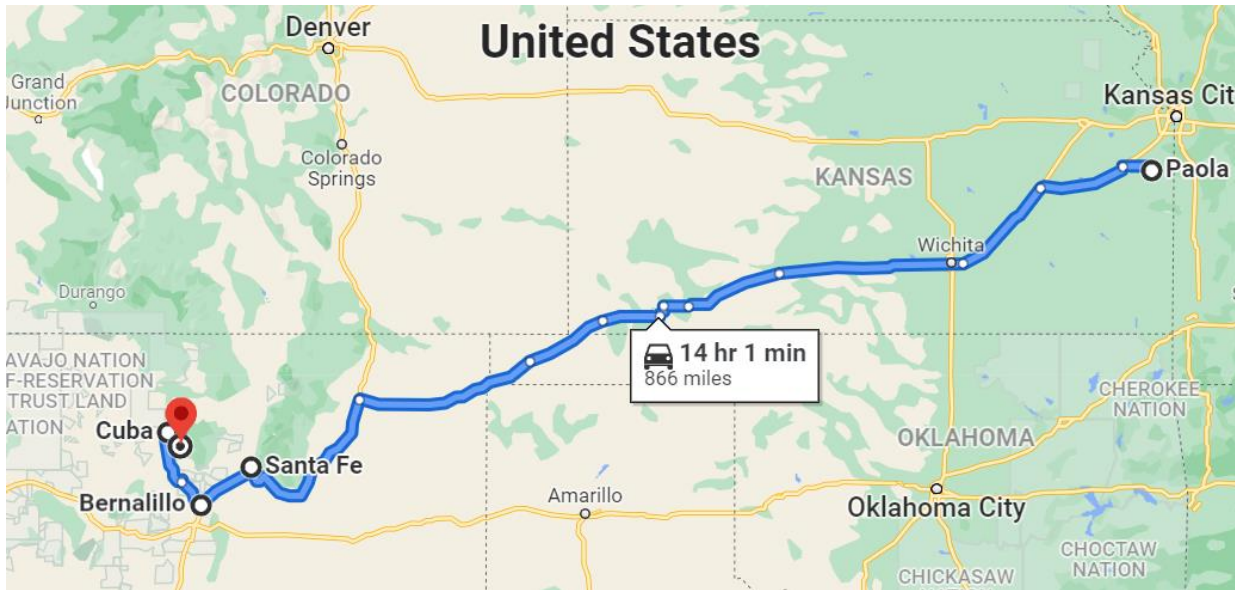 Denver
United States
Grand
Junction
COLORADO
Kansas Cit
Colorado
Springs
KANSAS
Paola
Wichita
Durango
14 hr 1 min
866 miles
AVAJO NATION
F-RESERVATION
TRUST LAND
ATION
CHEROKEE
NATION
Cuba
OKLAHOMA
Santa Fe
Bernalillo
Amarillo
Oklahoma City
CHOCTAW
NATION
CHICKASAW